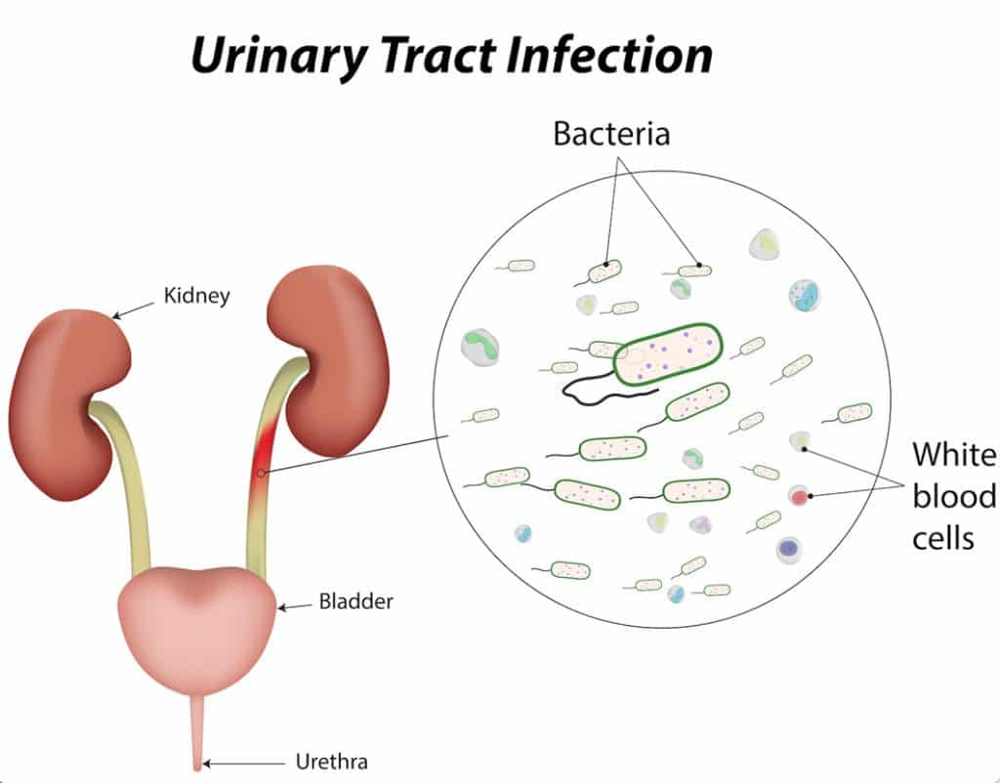 Urinary Tract Infection
Bacteria
Kidney
White
blood
cells
Bladder
Urethra